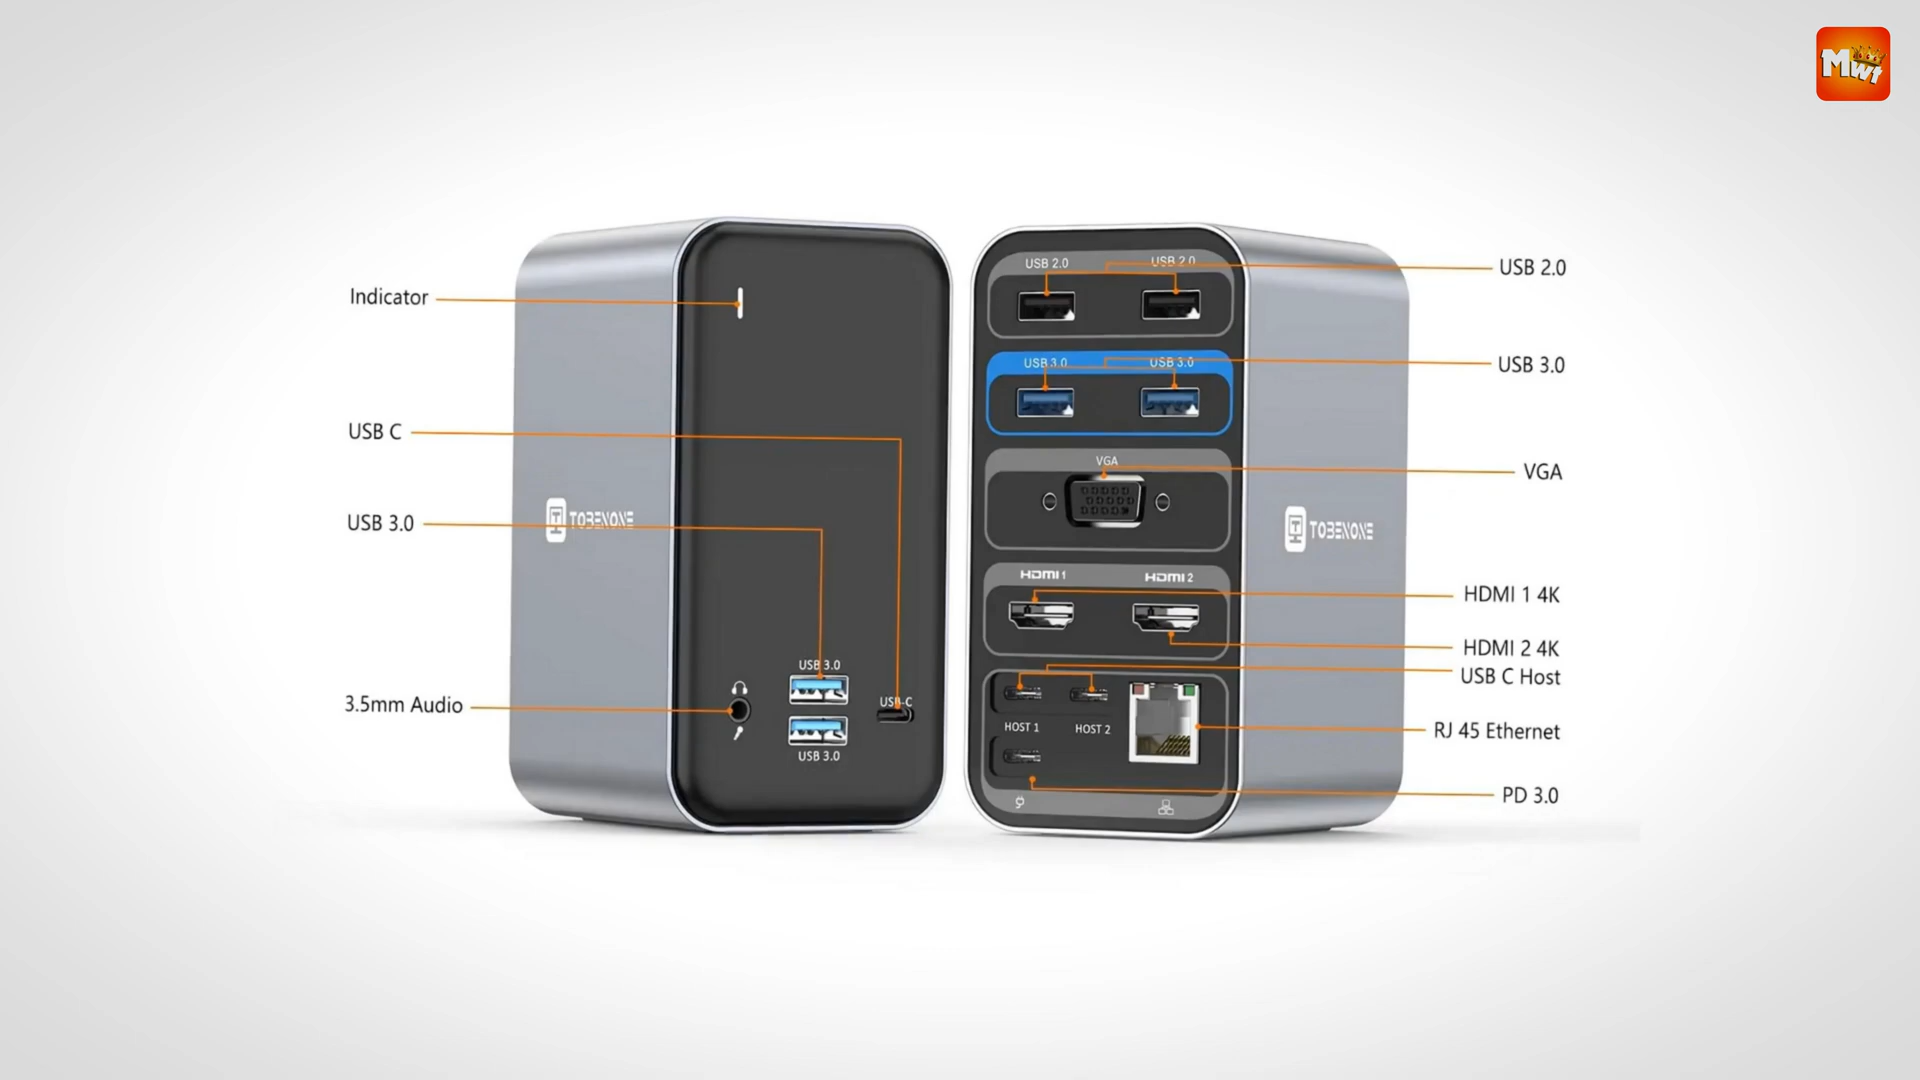 Mwt
Indicator
USB C
USB 3.0
3.5mm Audio
TOBENONE
USB 3.0
USB 3.0
USB-C
USB 2.0
USB 2.0
USB 3.0
USB 3.0
VGA
HDMI 1
HDMI 2
HOST 1
HOST 2
TOBENONE
USB 2.0
USB 3.0
VGA
HDMI 1 4K
HDMI 2 4K
USB C Host
RJ 45 Ethernet
PD 3.0